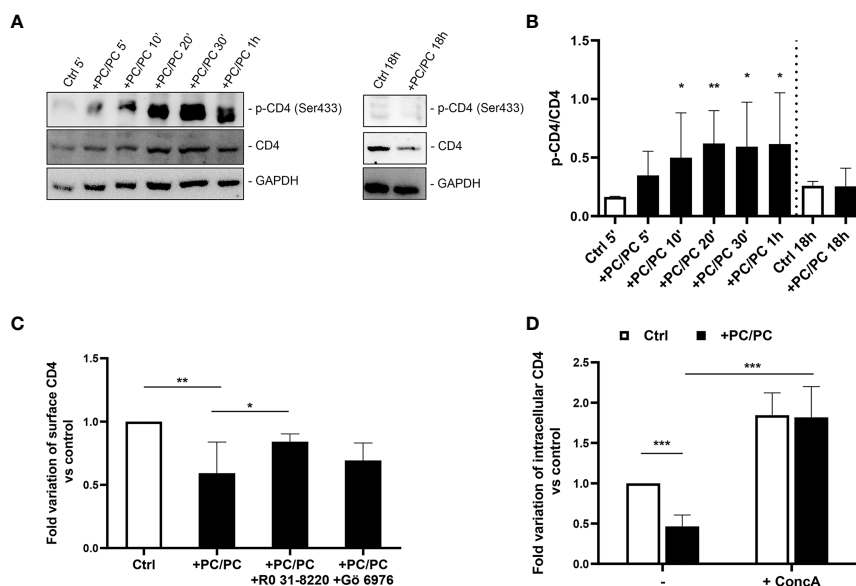 A
Ctrl 5'
+PC/PC 5'
+PC/PC 10'
+PC/PC 20'
+PC/PC 30'
+PC/PC 1h
- p-CD4 (Ser433)
- CD4
- GAPDH
Ctrl 18h
+PC/PC 18h
- p-CD4 (Ser433)
- CD4
- GAPDH
B
p-CD4/CD4
1.5
1.0
0.5
0.0
*
**
*
*
Ctrl 5'
+PC/PC 5'
+PC/PC 10'
+PC/PC 20'
+PC/PC 30'
+PC/PC 1h
Ctrl 18h
+PC/PC 18h
C
Fold variation of surface CD4
vs control
1.5
1.0
0.5
0.0
**
*
Ctrl
+PC/PC
+PC/PC
+R0 31-8220
+PC/PC
+Gö 6976
D
Ctrl
+PC/PC
Fold variation of intracellular CD4
vs control
2.5
2.0
1.5
1.0
0.5
0.0
***
***
-
+ ConcA